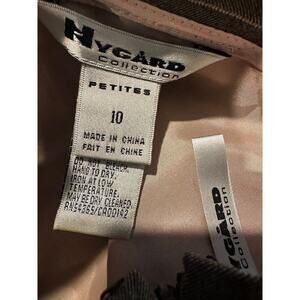 HYGÅRD
Collection
PETITES
10
MADE IN CHINA
FAIT EN CHINE
DO NOT BLEACH.
HANG TO DRY.
IRON AT LOW
TEMPERATURE.
MAY BE DRY CLEANED.
HYGÅRD
Collection